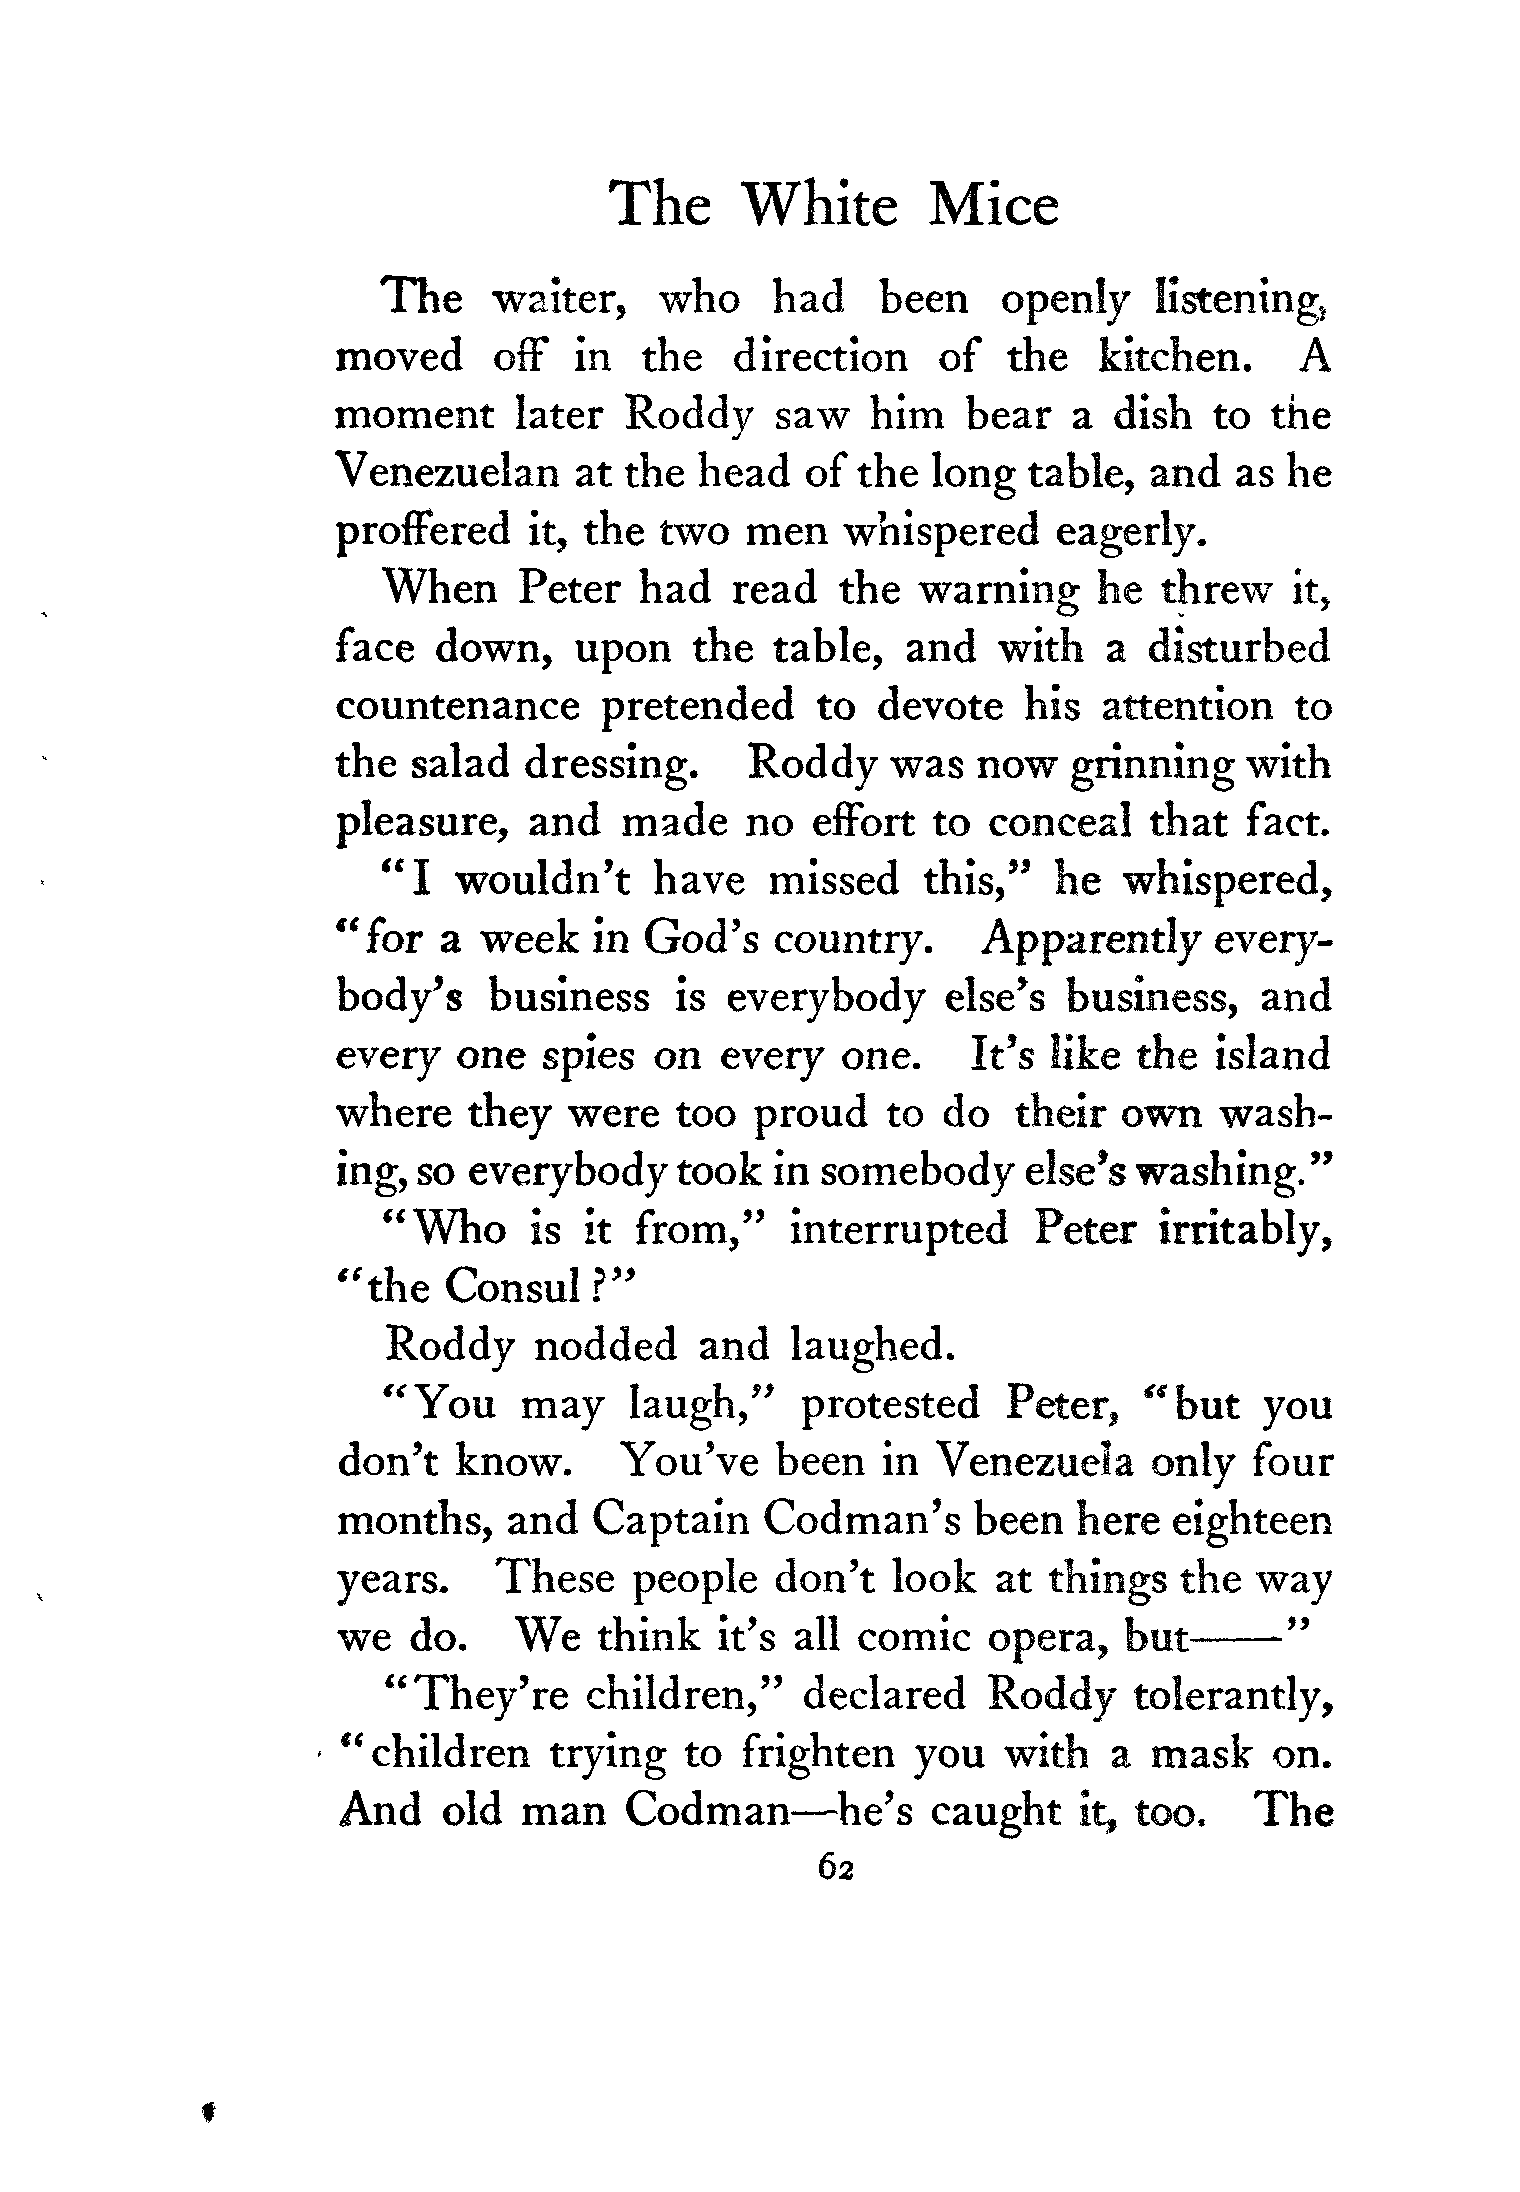 The White Mice
The waiter, who had been openly listening,
moved off in the direction of the kitchen. A
moment later Roddy saw him bear a dish to the
Venezuelan at the head of the long table, and as he
proffered it, the two men whispered eagerly.
When Peter had read the warning he threw it,
face down, upon the table, and with a disturbed
countenance pretended to devote his attention to
the salad dressing. Roddy was now grinning with
pleasure, and made no effort to conceal that fact.
“I wouldn’t have missed this,” he whispered,
“for a week in God’s country. Apparently every-
body’s business is everybody else’s business, and
every one spies on every one. It’s like the island
where they were too proud to do their own wash-
ing, so everybody took in somebody else’s washing.”
“Who is it from,” interrupted Peter irritably,
“the Consul?”
Roddy nodded and laughed.
“You may laugh,” protested Peter, “but you
don’t know. You’ve been in Venezuela only four
months, and Captain Codman’s been here eighteen
years. These people don’t look at things the way
we do. We think it’s all comic opera, but——”
“They’re children,” declared Roddy tolerantly,
“children trying to frighten you with a mask on.
And old man Codman—he’s caught it, too. The
62